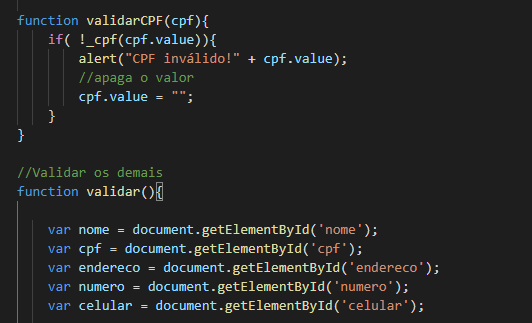 function validarCPF(cpf){
if( !_cpf(cpf.value)){
alert("CPF inválido!" + cpf.value);
//apaga o valor
cpf.value = "";
}
}
//Validar os demais
function validar(){
var nome = document.getElementById('nome');
var cpf = document.getElementById('cpf');
var endereco = document.getElementById('endereco');
var numero = document.getElementById('numero');
var celular = document.getElementById('celular');